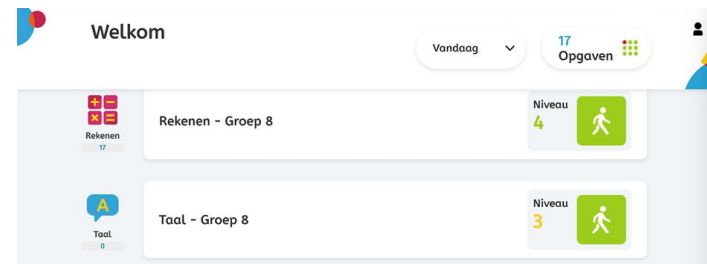 Welkom
Vandaag
17
Opgaven
Rekenen
17
Rekenen - Groep 8
Niveau
4
A
Taal
0
Taal - Groep 8
Niveau
3